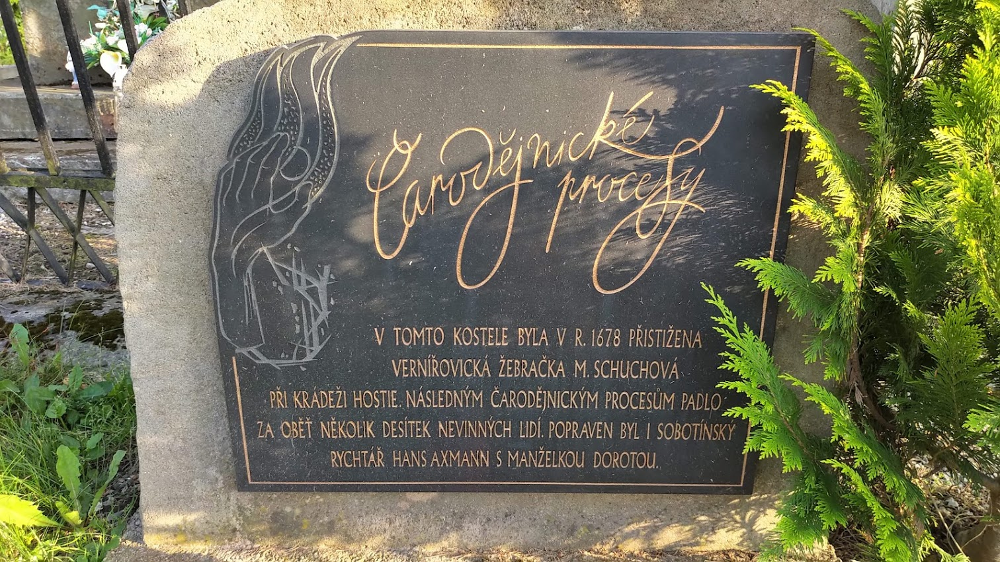 Čarodějnické
procesy
V TOMTO KOSTELE BYLA V R. 1678 PŘISTIŽENA
VERNÍŘOVICKÁ ŽEBRAČKA M. SCHUCHOVÁ
PŘI KRÁDEŽI HOSTIE. NÁSLEDNÝM ČARODĚJNICKÝM PROCESŮM PADLO
ZA OBĚŤ NĚKOLIK DESÍTEK NEVINNÝCH LIDÍ. POPRAVEN BYL I SOBOTÍNSKY
RYCHTÁŘ HANS AXMANN S MANŽELKOU DOROTOU.